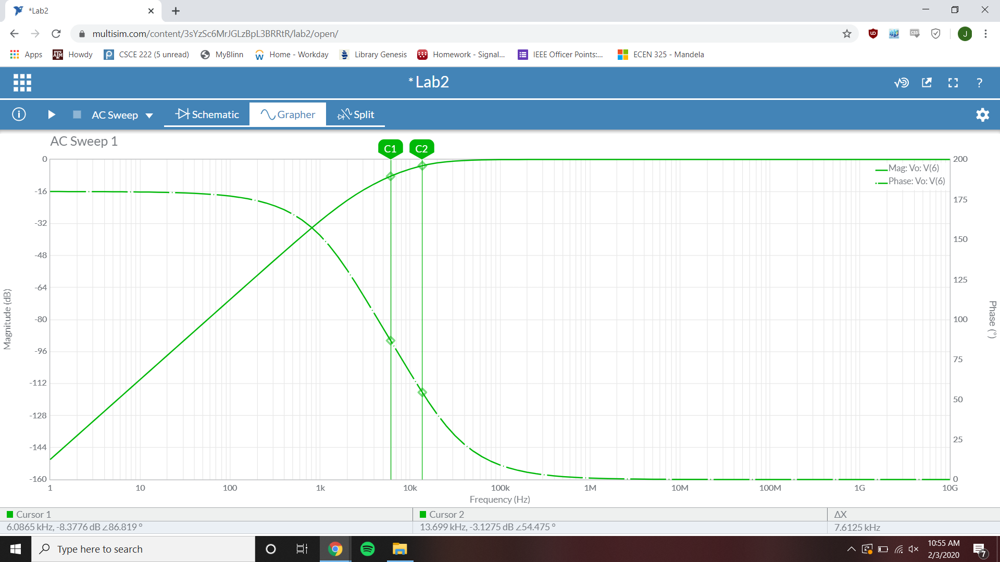 *Lab2
multisim.com/content/3sYzSc6MrJGLzBpL3BRRtR/lab2/open/
UD
CSS
J
Apps
Howdy
CSCE 222 (5 unread)
MyBlinn
Home - Workday
Library Genesis
Homework - Signal...
IEEE Officer Points:...
ECEN 325 - Mandela
*Lab2
?
AC Sweep
Schematic
Grapher
Split
AC Sweep 1
C1
C2
Mag: Vo: V(6)
Phase: Vo: V(6)
0
-16
-32
-48
-64
-80
-96
-112
-128
-144
-160
Magnitude (dB)
200
175
150
125
100
75
50
25
0
Phase (°)
1 10 100 1k 10k 100k 1M 10M 100M 1G 10G
Frequency (Hz)
Cursor 1
6.0865 kHz, -8.3776 dB ∠86.819 °
Cursor 2
13.699 kHz, -3.1275 dB ∠54.475 °
ΔX
7.6125 kHz
Type here to search
10:55 AM
2/3/2020
7